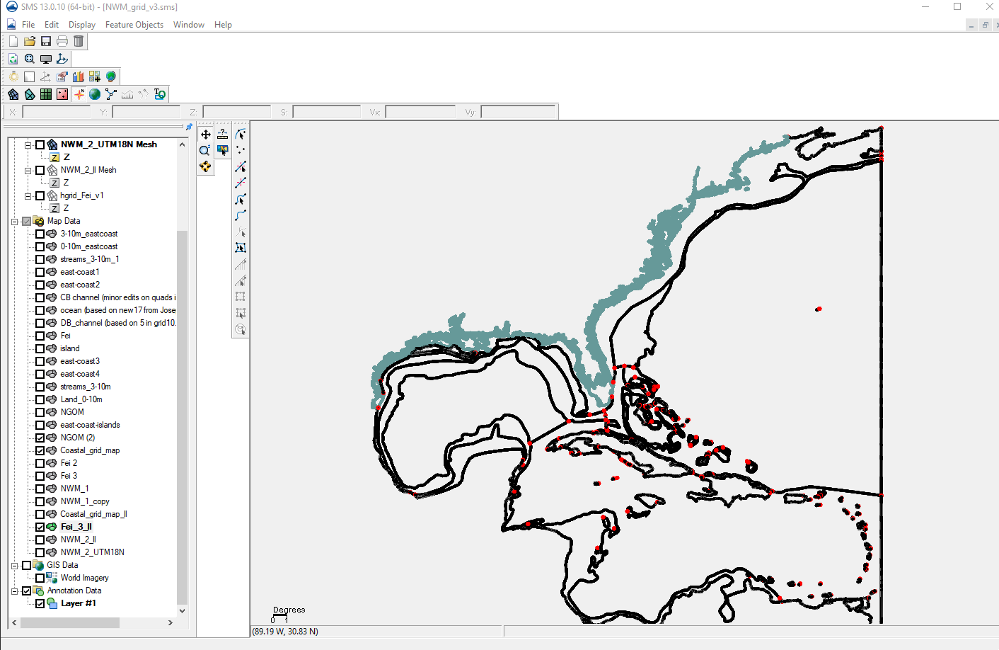 SMS 13.0.10 (64-bit) - [NWM_grid_v3.sms]
File Edit Display Feature Objects Window Help
X: Y: Z: S: Vx: Vy:
NWM_2_UTM18N Mesh
Z Z
NWM_2_ll Mesh
Z Z
hgrid_Fei_v1
Z Z
Map Data
3-10m_eastcoast
0-10m_eastcoast
streams_3-10m_1
east-coast1
east-coast2
CB channel (minor edits on quads i
ocean (based on new17 from Jose
DB_channel (based on 5 in grid10.
Fei
island
east-coast3
east-coast4
streams_3-10m
Land_0-10m
NGOM
east-coast-islands
NGOM (2)
Coastal_grid_map
Fei 2
Fei 3
NWM_1
NWM_1_copy
Coastal_grid_map_ll
Fei_3_ll
NWM_2_ll
NWM_2_UTM18N
GIS Data
World Imagery
Annotation Data
Layer #1
Degrees
0 1
(89.19 W, 30.83 N)